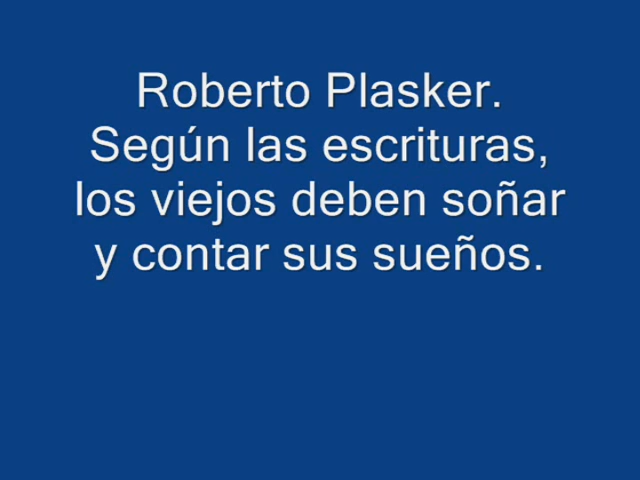 Roberto Plasker.
Según las escrituras,
los viejos deben soñar
y contar sus sueños.